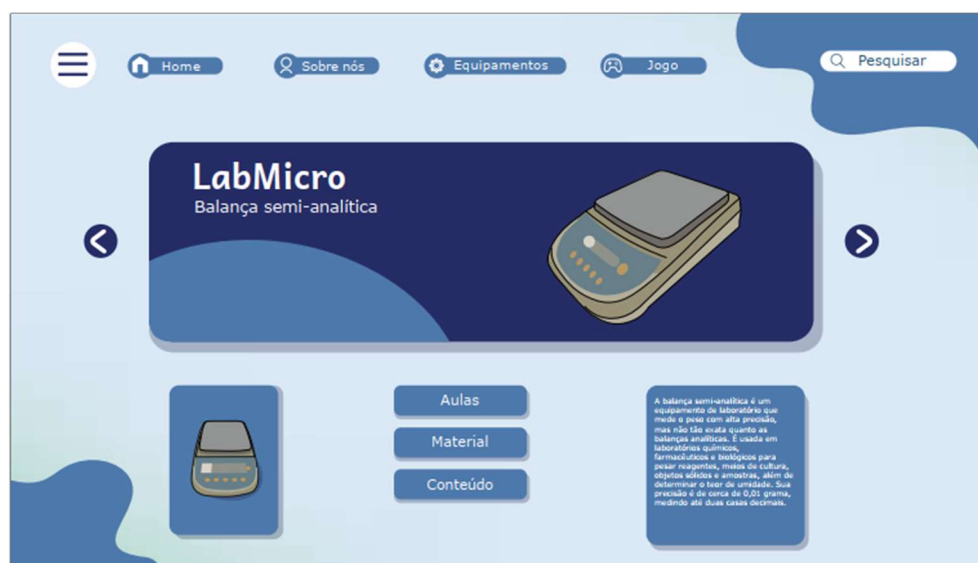 Home
Sobre nós
Equipamentos
Jogo
Pesquisar
LabMicro
Balança semi-analítica
Aulas
Material
Conteúdo
A balança semi-analítica é um
equipamento de laboratório que
mede o peso com alta precisão,
mas não tão exata quanto as
balanças analíticas. É usada em
laboratórios químicos,
farmacêuticos e biológicos para
pesar reagentes, meios de cultura,
objetos sólidos e amostras, além de
determinar o teor de umidade. Sua
precisão é de cerca de 0,01 grama,
medindo até duas casas decimais.